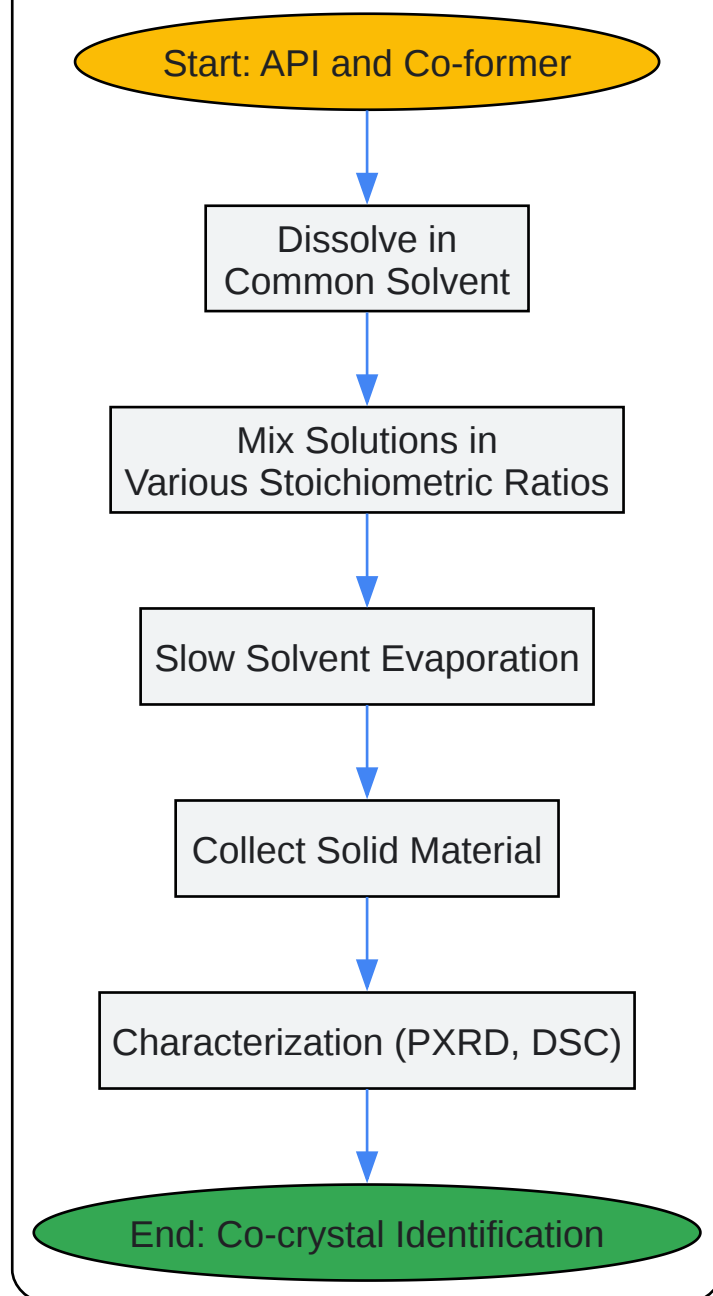 Start: API and Co-former
Dissolve in
Common Solvent
Mix Solutions in
Various Stoichiometric Ratios
Slow Solvent Evaporation
Collect Solid Material
Characterization (PXRD, DSC)
End: Co-crystal Identification